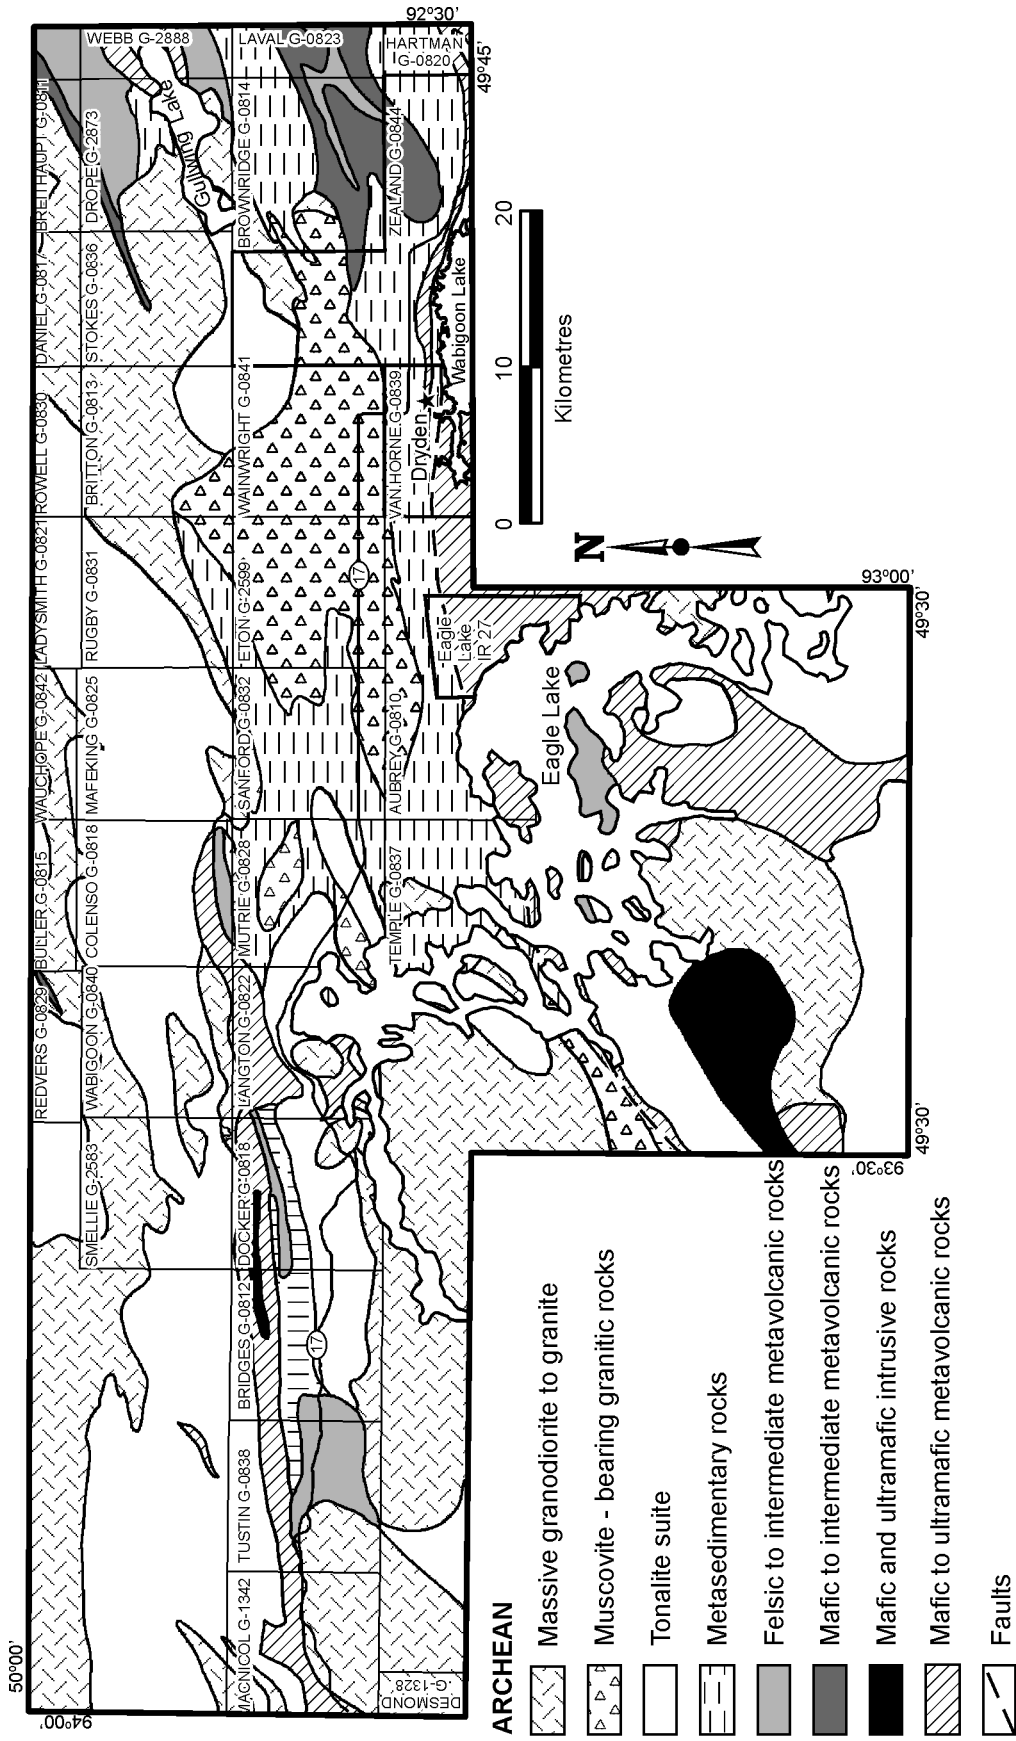 50°00'
94°00'
92°30'
49°45'
REDVERS G-0829
BULLER G-0815
WAUCHOPE G-0842
LADYSMITH G-0821
ROWELL G-0830
DANIEL G-0817
BREITHAUPT G-0811
SMELLIE G-2583
WABIGOON G-0840
COLENSO G-0818
MAFEKING G-0825
RUGBY G-0831
BRITTON G-0813
STOKES G-0836
DROPE G-2873
WEBB G-2888
Gullwing Lake
MACNICOL G-1342
TUSTIN G-0838
BRIDGES G-0812
DOCKER G-0818
LANGTON G-0822
MUTRIE G-0828
SANFORD G-0832
ETON G-2599
WAINWRIGHT G-0841
BROWNRIDGE G-0814
LAVAL G-0823
17
17
DESMOND
G-1328
TEMPLE G-0837
AUBREY G-0810
VAN HORNE G-0839
ZEALAND G-0844
HARTMAN
G-0820
Dryden
Wabigoon Lake
Eagle
Lake
IR 27
Eagle Lake
N
0
10
20
Kilometres
93°00'
49°30'
93°30'
49°30'
ARCHEAN
Massive granodiorite to granite
Muscovite - bearing granitic rocks
Tonalite suite
Metasedimentary rocks
Felsic to intermediate metavolcanic rocks
Mafic to intermediate metavolcanic rocks
Mafic and ultramafic intrusive rocks
Mafic to ultramafic metavolcanic rocks
Faults